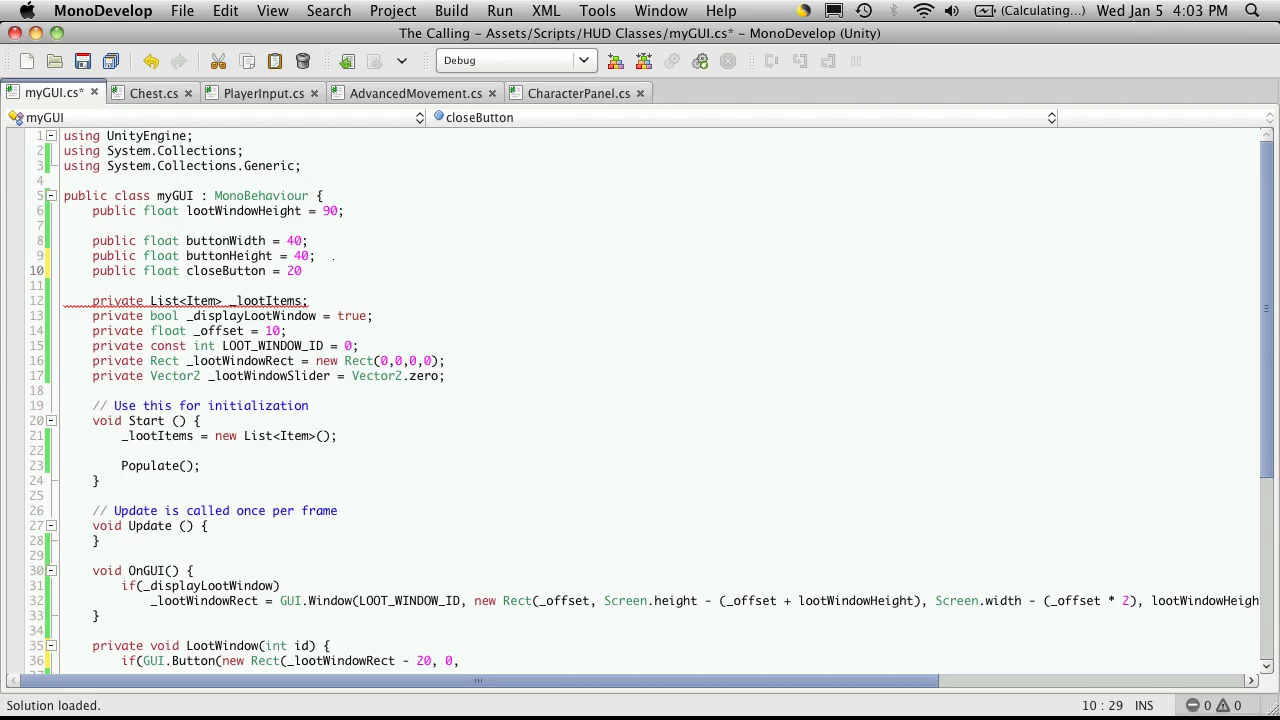 MonoDevelop File Edit View Search Project Build Run XML Tools Window Help (Calculating...) Wed Jan 5 4:03 PM
The Calling - Assets/Scripts/HUD Classes/myGUI.cs* - MonoDevelop (Unity)
Debug
myGUI.cs* Chest.cs PlayerInput.cs AdvancedMovement.cs CharacterPanel.cs
myGUI closeButton
1 using UnityEngine;
2 using System.Collections;
3 using System.Collections.Generic;
4
5 public class myGUI : MonoBehaviour {
6 public float lootWindowHeight = 90;
7
8 public float buttonWidth = 40;
9 public float buttonHeight = 40;
10 public float closeButton = 20
11
12 private List<Item> _lootItems;
13 private bool _displayLootWindow = true;
14 private float _offset = 10;
15 private const int LOOT_WINDOW_ID = 0;
16 private Rect _lootWindowRect = new Rect(0,0,0,0);
17 private Vector2 _lootWindowSlider = Vector2.zero;
18
19 // Use this for initialization
20 void Start () {
21 _lootItems = new List<Item>();
22
23 Populate();
24 }
25
26 // Update is called once per frame
27 void Update () {
28 }
29
30 void OnGUI() {
31 if(_displayLootWindow)
32 _lootWindowRect = GUI.Window(LOOT_WINDOW_ID, new Rect(_offset, Screen.height - (_offset + lootWindowHeight), Screen.width - (_offset * 2), lootWindowHeigh
33 }
34
35 private void LootWindow(int id) {
36 if(GUI.Button(new Rect(_lootWindowRect - 20, 0,
Solution loaded. 10 : 29 INS 0 0